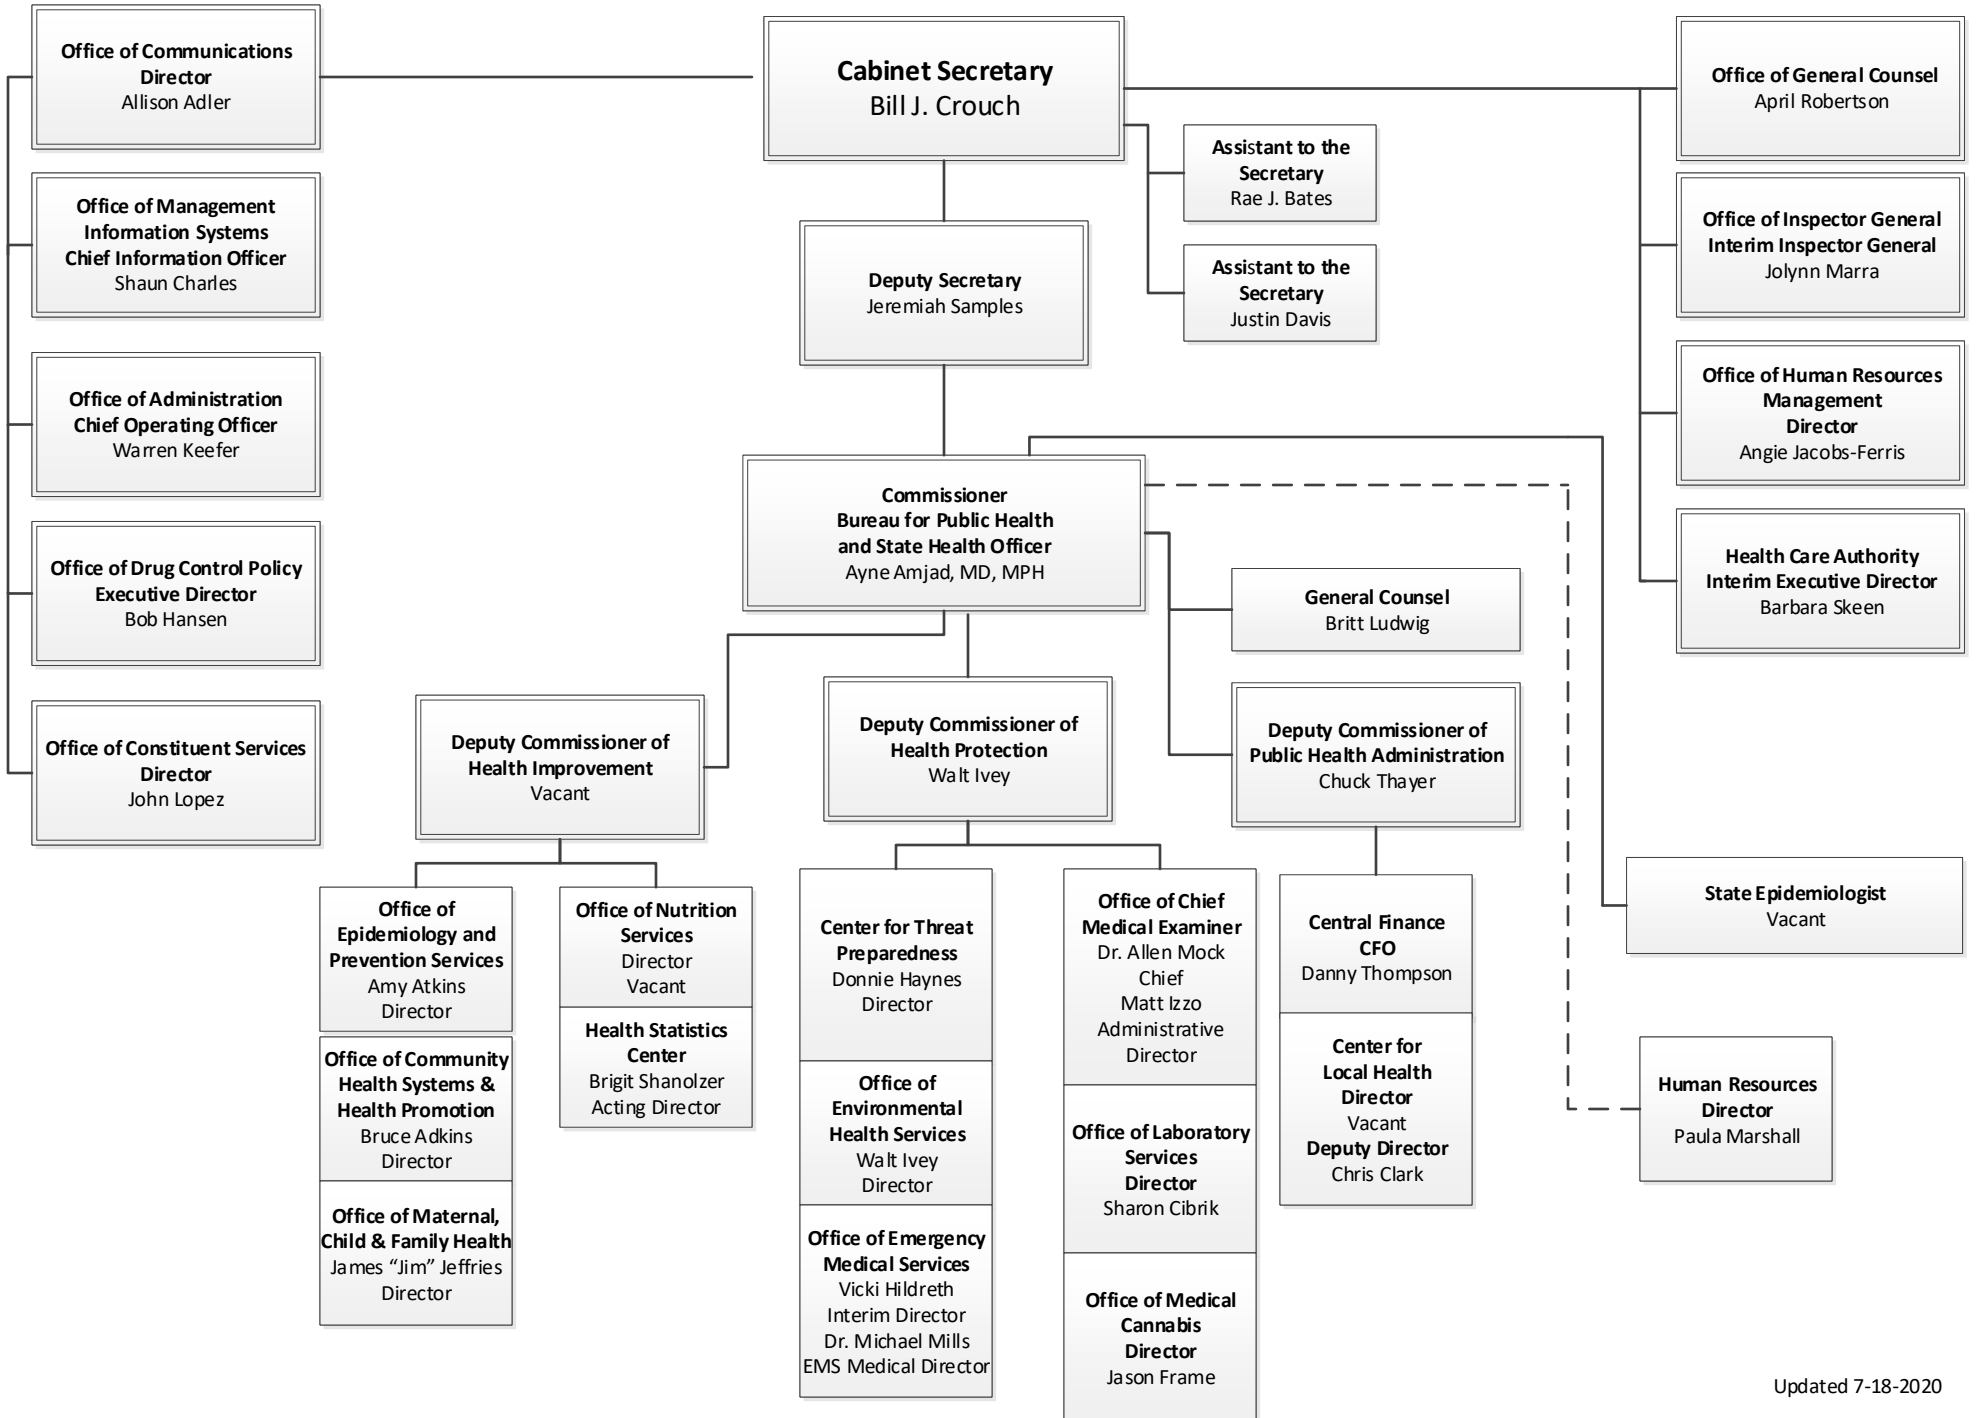 Office of Communications
Director
Allison Adler
Cabinet Secretary
Bill J. Crouch
Office of General Counsel
April Robertson
Assistant to the
Secretary
Rae J. Bates
Office of Management
Information Systems
Chief Information Officer
Shaun Charles
Office of Inspector General
Interim Inspector General
Jolynn Marra
Deputy Secretary
Jeremiah Samples
Assistant to the
Secretary
Justin Davis
Office of Administration
Chief Operating Officer
Warren Keefer
Office of Human Resources
Management
Director
Angie Jacobs-Ferris
Commissioner
Bureau for Public Health
and State Health Officer
Ayne Amjad, MD, MPH
Office of Drug Control Policy
Executive Director
Bob Hansen
Health Care Authority
Interim Executive Director
Barbara Skeen
General Counsel
Britt Ludwig
Office of Constituent Services
Director
John Lopez
Deputy Commissioner of
Health Improvement
Vacant
Deputy Commissioner of
Health Protection
Walt Ivey
Deputy Commissioner of
Public Health Administration
Chuck Thayer
State Epidemiologist
Vacant
Office of
Epidemiology and
Prevention Services
Amy Atkins
Director
Office of Community
Health Systems &
Health Promotion
Bruce Adkins
Director
Office of Maternal,
Child & Family Health
James “Jim” Jeffries
Director
Office of Nutrition
Services
Director
Vacant
Health Statistics
Center
Brigit Shanolzer
Acting Director
Center for Threat
Preparedness
Donnie Haynes
Director
Office of
Environmental
Health Services
Walt Ivey
Director
Office of Emergency
Medical Services
Vicki Hildreth
Interim Director
Dr. Michael Mills
EMS Medical Director
Office of Chief
Medical Examiner
Dr. Allen Mock
Chief
Matt Izzo
Administrative
Director
Office of Laboratory
Services
Director
Sharon Cibrik
Office of Medical
Cannabis
Director
Jason Frame
Central Finance
CFO
Danny Thompson
Center for
Local Health
Director
Vacant
Deputy Director
Chris Clark
Human Resources
Director
Paula Marshall
Updated 7-18-2020